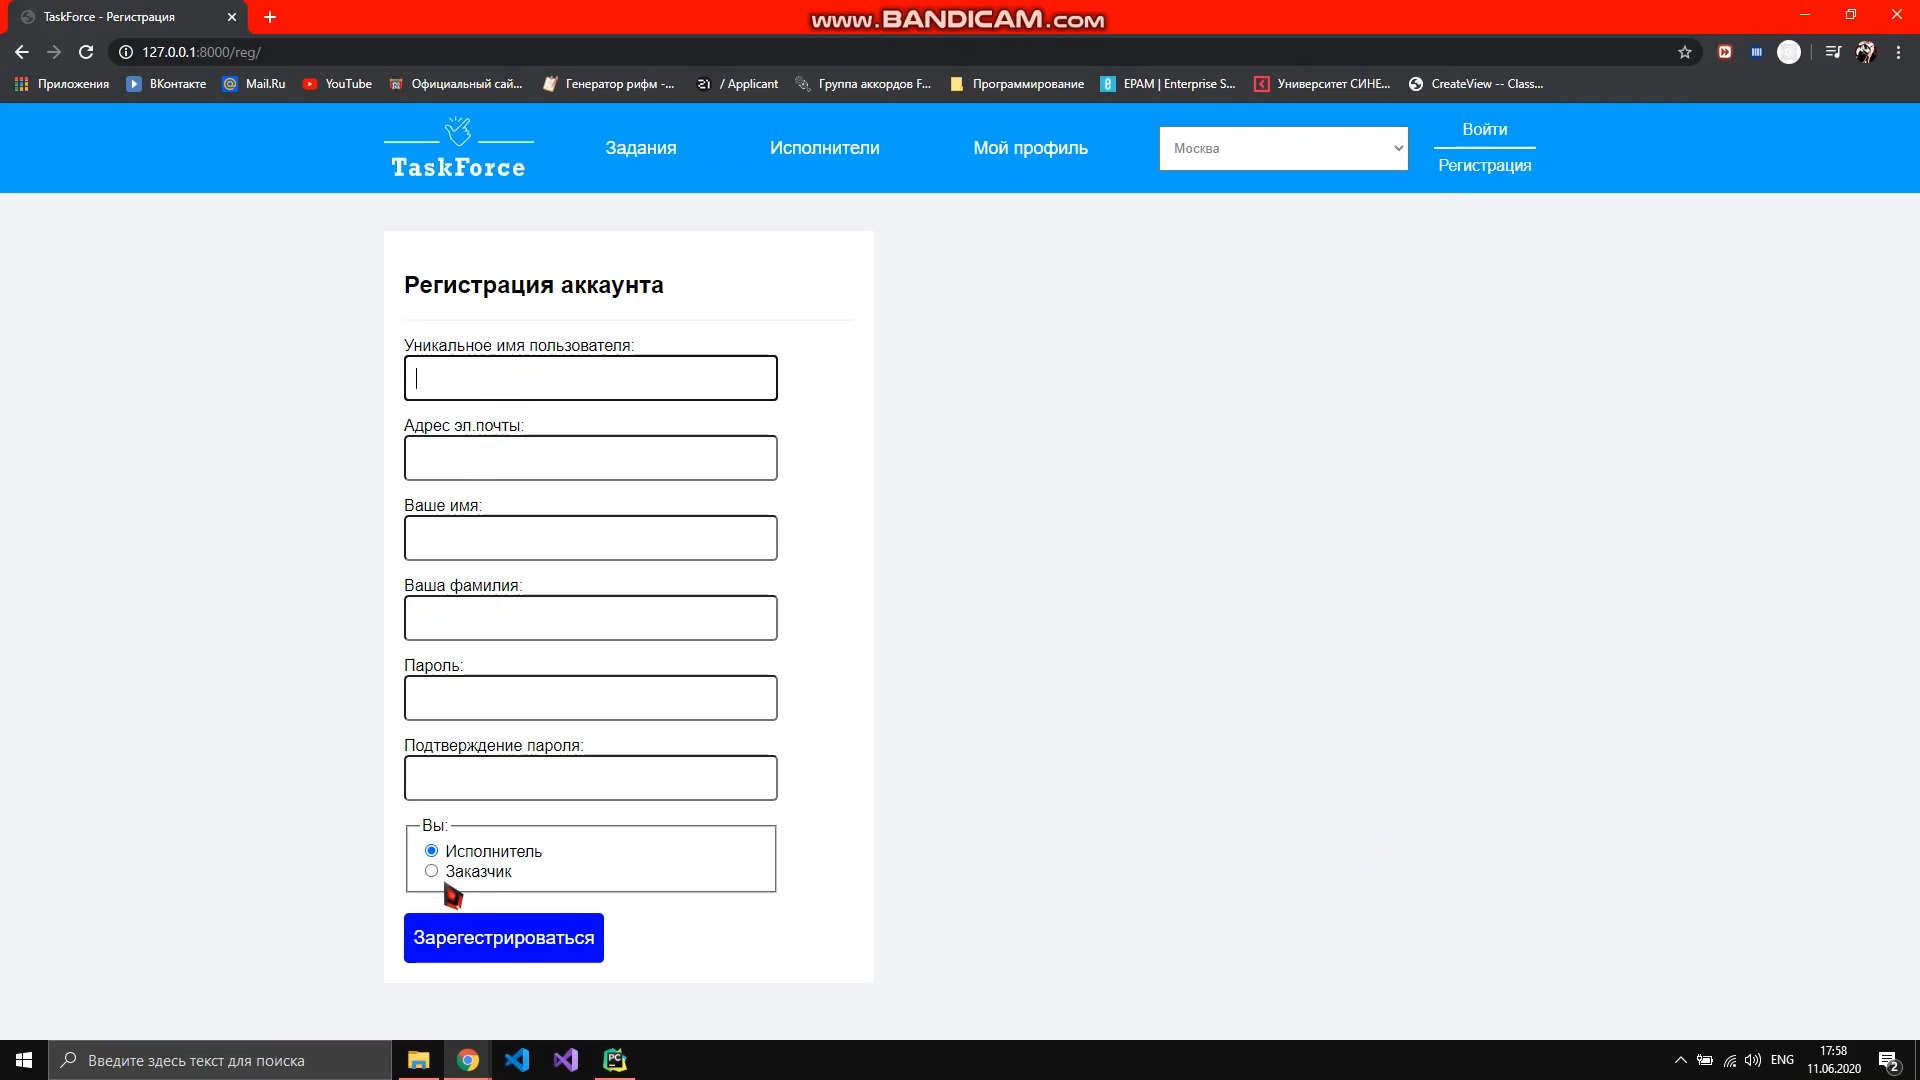 TaskForce - Регистрация
www.BANDICAM.com
127.0.0.1:8000/reg/
Приложения
ВКонтакте
Mail.Ru
YouTube
Официальный сай...
Генератор рифм -...
/ Applicant
Группа аккордов F...
Программирование
EPAM | Enterprise S...
Университет СИНЕ...
CreateView -- Class...
TaskForce
Задания
Исполнители
Мой профиль
Москва
Войти
Регистрация
Регистрация аккаунта
Уникальное имя пользователя:
Адрес эл.почты:
Ваше имя:
Ваша фамилия:
Пароль:
Подтверждение пароля:
Вы:
Исполнитель
Заказчик
Зарегестрироваться
Введите здесь текст для поиска
PC
ENG
17:58
11.06.2020
2